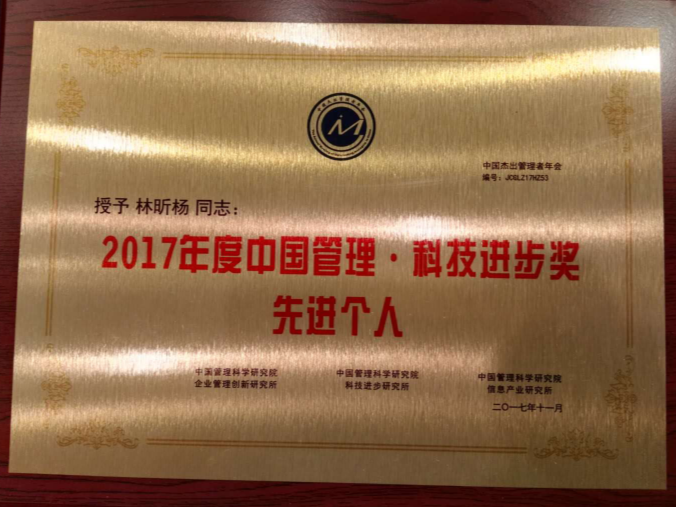 中国杰出管理者年会
编号：JCGLZ17HZ53
授予 林昕杨 同志：
2017年度中国管理·科技进步奖
先进个人
中国管理科学研究院
企业管理创新研究所
中国管理科学研究院
科技进步研究所
中国管理科学研究院
信息产业研究所
二〇一七年十一月